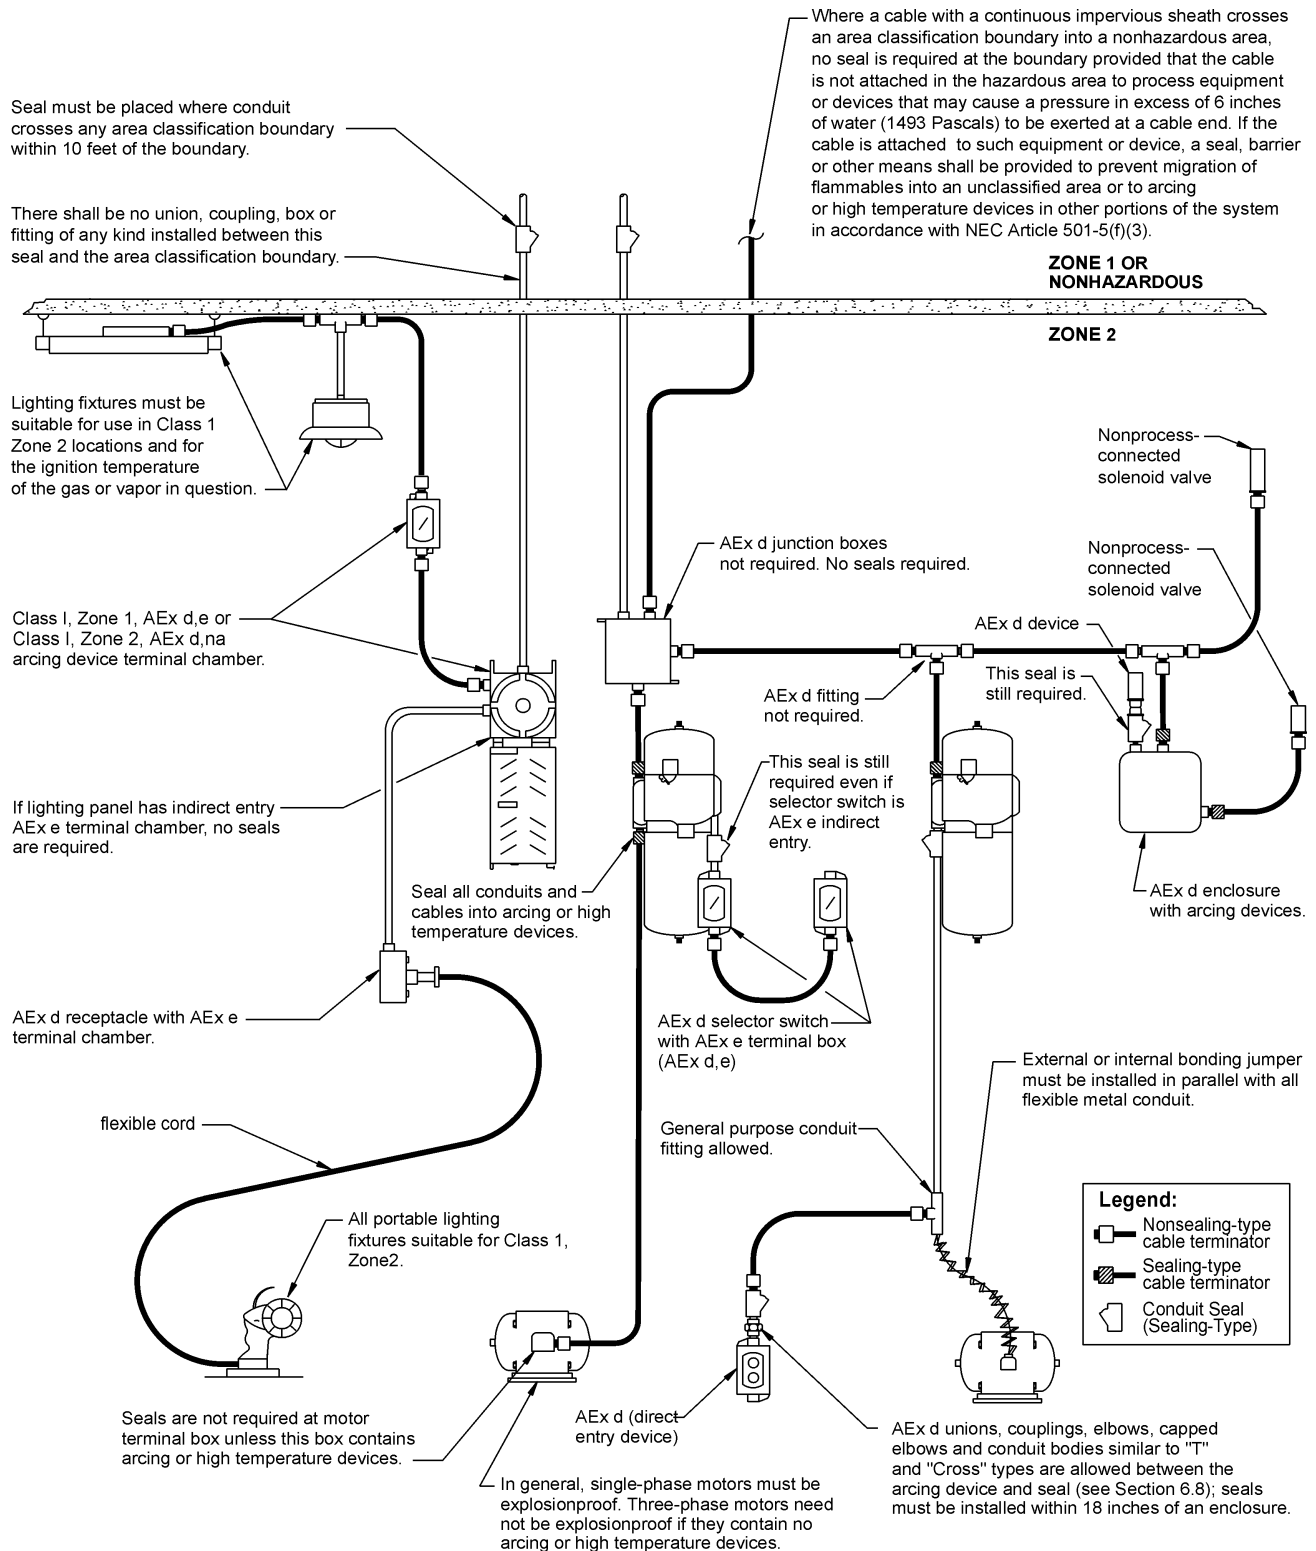 Where a cable with a continuous impervious sheath crosses
an area classification boundary into a nonhazardous area,
no seal is required at the boundary provided that the cable
is not attached in the hazardous area to process equipment
or devices that may cause a pressure in excess of 6 inches
of water (1493 Pascals) to be exerted at a cable end. If the
cable is attached to such equipment or device, a seal, barrier
or other means shall be provided to prevent migration of
flammables into an unclassified area or to arcing
or high temperature devices in other portions of the system
in accordance with NEC Article 501-5(f)(3).
Seal must be placed where conduit
crosses any area classification boundary
within 10 feet of the boundary.
There shall be no union, coupling, box or
fitting of any kind installed between this
seal and the area classification boundary.
ZONE 1 OR
NONHAZARDOUS
ZONE 2
Lighting fixtures must be
suitable for use in Class 1
Zone 2 locations and for
the ignition temperature
of the gas or vapor in question.
Nonprocess-
connected
solenoid valve
AEx d junction boxes
not required. No seals required.
Nonprocess-
connected
solenoid valve
Class I, Zone 1, AEx d,e or
Class I, Zone 2, AEx d,na
arcing device terminal chamber.
AEx d device
This seal is
still required.
AEx d fitting
not required.
This seal is still
required even if
selector switch is
AEx e indirect
entry.
If lighting panel has indirect entry
AEx e terminal chamber, no seals
are required.
Seal all conduits and
cables into arcing or high
temperature devices.
AEx d enclosure
with arcing devices.
AEx d receptacle with AEx e
terminal chamber.
AEx d selector switch
with AEx e terminal box
(AEx d,e)
External or internal bonding jumper
must be installed in parallel with all
flexible metal conduit.
flexible cord
General purpose conduit
fitting allowed.
Legend:
Nonsealing-type
cable terminator
Sealing-type
cable terminator
Conduit Seal
(Sealing-Type)
All portable lighting
fixtures suitable for Class 1,
Zone2.
Seals are not required at motor
terminal box unless this box contains
arcing or high temperature devices.
AEx d (direct
entry device)
AEx d unions, couplings, elbows, capped
elbows and conduit bodies similar to "T"
and "Cross" types are allowed between the
arcing device and seal (see Section 6.8); seals
must be installed within 18 inches of an enclosure.
In general, single-phase motors must be
explosionproof. Three-phase motors need
not be explosionproof if they contain no
arcing or high temperature devices.